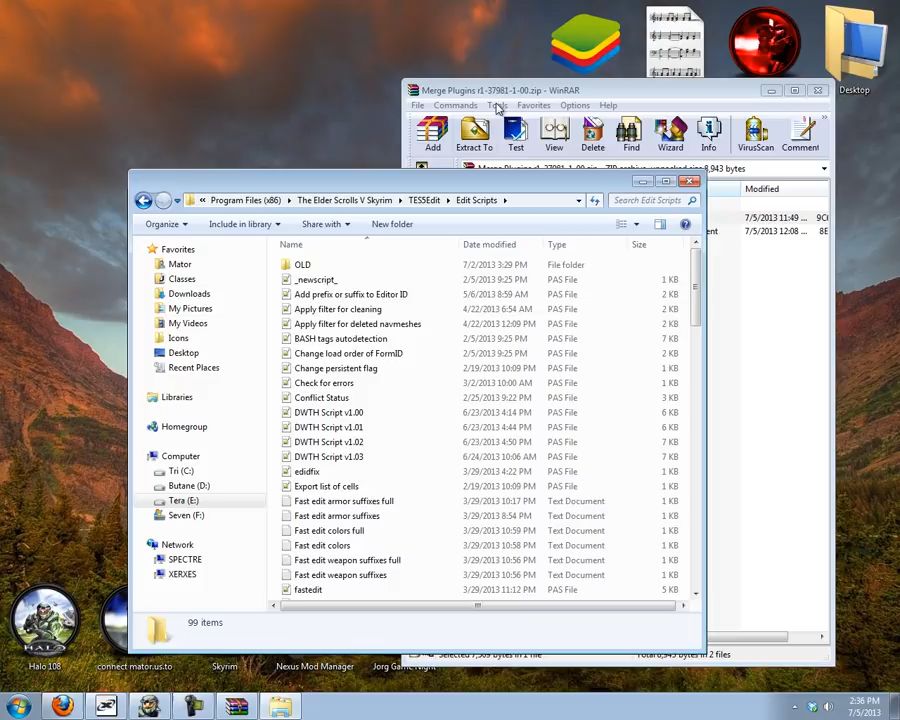 Desktop
Merge Plugins r1-37981-1-00.zip - WinRAR
File Commands Tools Favorites Options Help
Add Extract To Test View Delete Find Wizard Info VirusScan Comment
Merge Plugins r1-37981-1-00.zip - ZIP archive, unpacked size 8,943 bytes
Modified
7/5/2013 11:49 ...
7/5/2013 12:08 ...
« Program Files (x86) The Elder Scrolls V Skyrim TES5Edit Edit Scripts
Search Edit Scripts
Organize Include in library Share with New folder
Name Date modified Type Size
OLD 7/2/2013 3:29 PM File folder
_newscript_ 2/5/2013 9:25 PM PAS File 1 KB
Add prefix or suffix to Editor ID 5/6/2013 8:59 AM PAS File 2 KB
Apply filter for cleaning 4/22/2013 6:54 AM PAS File 2 KB
Apply filter for deleted navmeshes 4/22/2013 12:09 PM PAS File 2 KB
BASH tags autodetection 2/5/2013 9:25 PM PAS File 7 KB
Change load order of FormID 2/5/2013 9:25 PM PAS File 2 KB
Change persistent flag 2/19/2013 10:09 PM PAS File 1 KB
Check for errors 3/2/2013 10:00 AM PAS File 1 KB
Conflict Status 2/25/2013 9:22 PM PAS File 3 KB
DWTH Script v1.00 6/23/2013 4:14 PM PAS File 6 KB
DWTH Script v1.01 6/23/2013 4:44 PM PAS File 6 KB
DWTH Script v1.02 6/23/2013 4:50 PM PAS File 7 KB
DWTH Script v1.03 6/24/2013 10:06 AM PAS File 7 KB
edidfix 3/29/2013 4:22 PM PAS File 1 KB
Export list of cells 2/19/2013 10:09 PM PAS File 1 KB
Fast edit armor suffixes full 3/29/2013 10:17 PM Text Document 1 KB
Fast edit armor suffixes 3/29/2013 8:54 PM Text Document 1 KB
Fast edit colors full 3/29/2013 10:59 PM Text Document 1 KB
Fast edit colors 3/29/2013 10:58 PM Text Document 1 KB
Fast edit weapon suffixes full 3/29/2013 10:56 PM Text Document 1 KB
Fast edit weapon suffixes 3/29/2013 10:56 PM Text Document 1 KB
fastedit 3/29/2013 11:12 PM PAS File 5 KB
Favorites
Mator
Classes
Downloads
My Pictures
My Videos
Icons
Desktop
Recent Places
Libraries
Homegroup
Computer
Tri (C:)
Butane (D:)
Tera (E:)
Seven (F:)
Network
SPECTRE
XERXES
99 items
Selected 7,569 bytes in 1 file Total 8,943 bytes in 2 files
Halo 108 connect mator.us.to Skyrim Nexus Mod Manager Jorg Game Night
2:36 PM
7/5/2013